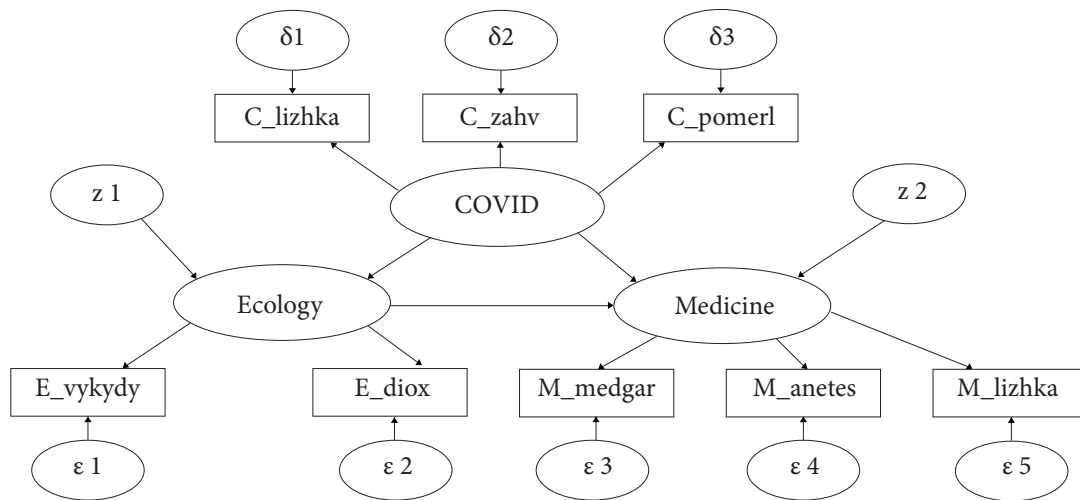 δ1
δ2
δ3
C_lizhka
C_zahv
C_pomerl
z 1
COVID
z 2
Ecology
Medicine
E_vykydy
E_diox
M_medgar
M_anetes
M_lizhka
ε 1
ε 2
ε 3
ε 4
ε 5